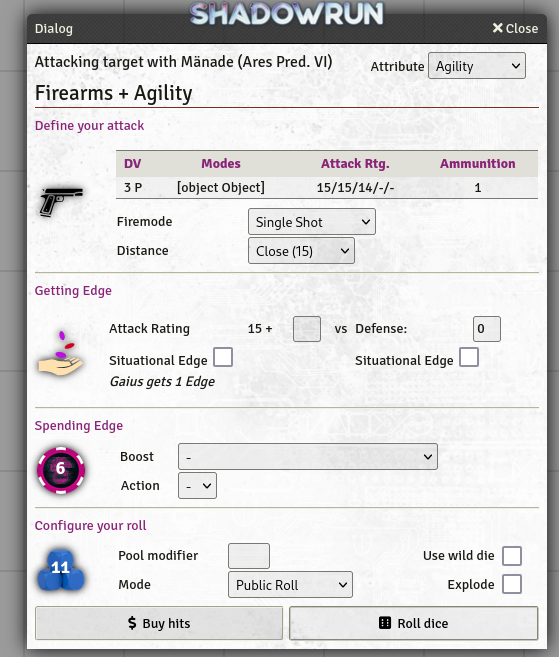 SHADOWRUN
Dialog
Close
Attacking target with Mänade (Ares Pred. VI)
Attribute Agility
Firearms + Agility
Define your attack
DV Modes Attack Rtg. Ammunition
3 P [object Object] 15/15/14/-/- 1
Firemode Single Shot
Distance Close (15)
Getting Edge
Attack Rating 15 + vs Defense: 0
Situational Edge Situational Edge
Gaius gets 1 Edge
Spending Edge
6
Boost -
Action -
Configure your roll
11
Pool modifier Use wild die
Mode Public Roll Explode
$ Buy hits Roll dice